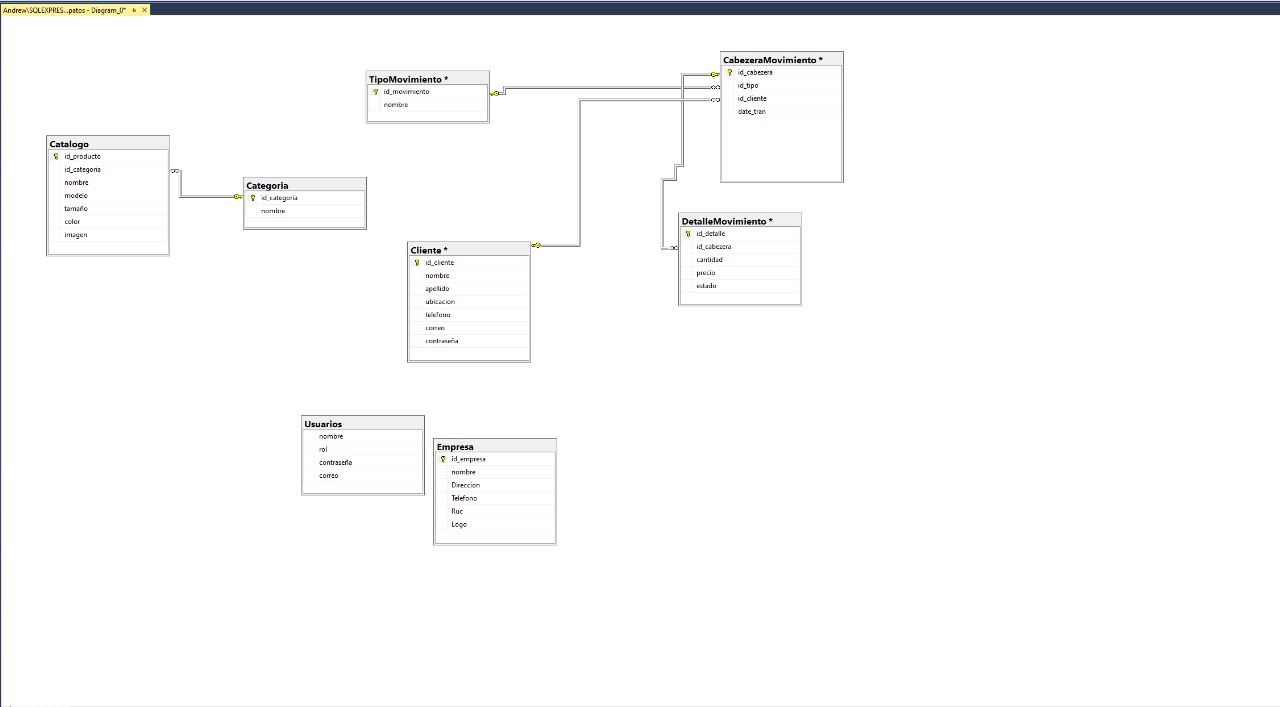 Andrew\SQLEXPRES...patos - Diagram_0*
TipoMovimiento *
id_movimiento
nombre
CabezeraMovimiento *
id_cabezera
id_tipo
id_cliente
date_tran
Catalogo
id_producto
id_categoria
nombre
modelo
tamaño
color
imagen
Categoria
id_categoria
nombre
DetalleMovimiento *
id_detalle
id_cabezera
cantidad
precio
estado
Cliente *
id_cliente
nombre
apellido
ubicacion
telefono
correo
contraseña
Usuarios
nombre
rol
contraseña
correo
Empresa
id_empresa
nombre
Direccion
Telefono
Ruc
Logo